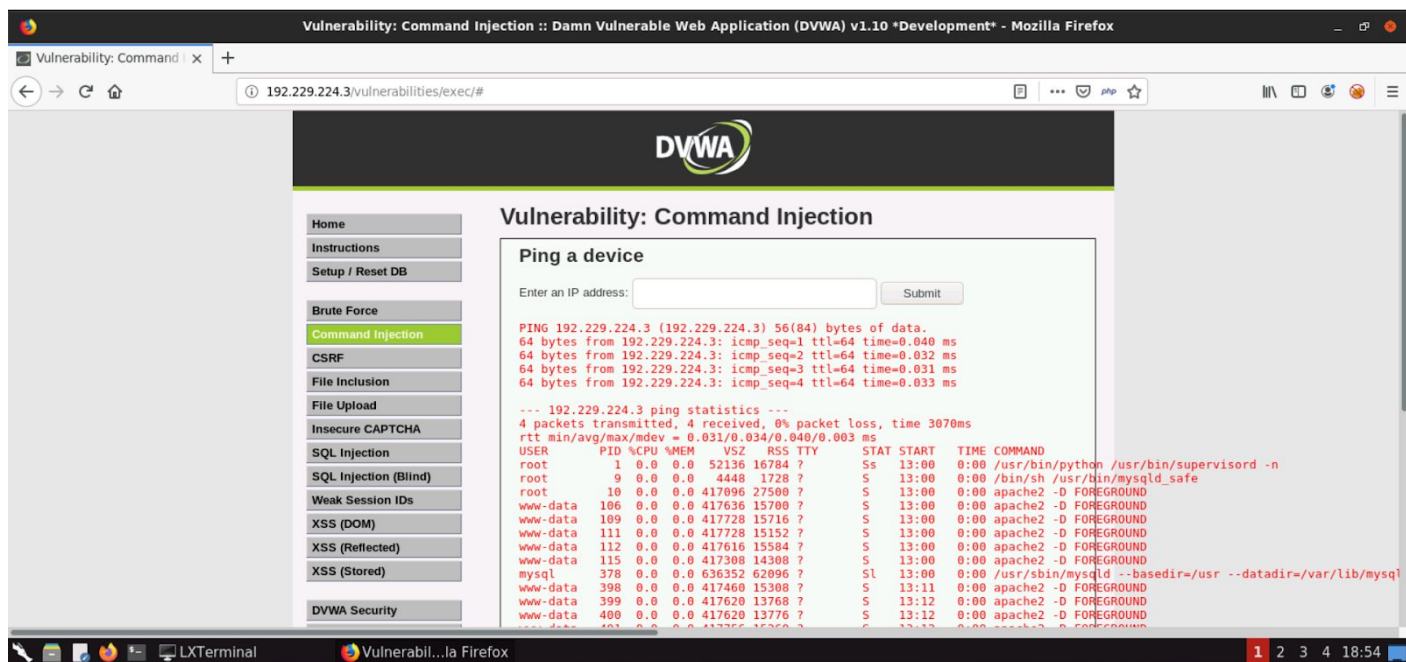 Vulnerability: Command Injection :: Damn Vulnerable Web Application (DVWA) v1.10 *Development* - Mozilla Firefox
Vulnerability: Command I
192.229.224.3/vulnerabilities/exec/#
php
DVWA
Home
Instructions
Setup / Reset DB
Brute Force
Command Injection
CSRF
File Inclusion
File Upload
Insecure CAPTCHA
SQL Injection
SQL Injection (Blind)
Weak Session IDs
XSS (DOM)
XSS (Reflected)
XSS (Stored)
DVWA Security
Vulnerability: Command Injection
Ping a device
Enter an IP address:
Submit
PING 192.229.224.3 (192.229.224.3) 56(84) bytes of data.
64 bytes from 192.229.224.3: icmp_seq=1 ttl=64 time=0.040 ms
64 bytes from 192.229.224.3: icmp_seq=2 ttl=64 time=0.032 ms
64 bytes from 192.229.224.3: icmp_seq=3 ttl=64 time=0.031 ms
64 bytes from 192.229.224.3: icmp_seq=4 ttl=64 time=0.033 ms
--- 192.229.224.3 ping statistics ---
4 packets transmitted, 4 received, 0% packet loss, time 3070ms
rtt min/avg/max/mdev = 0.031/0.034/0.040/0.003 ms
USER PID %CPU %MEM VSZ RSS TTY STAT START TIME COMMAND
root 1 0.0 0.0 52136 16784 ? Ss 13:00 0:00 /usr/bin/python /usr/bin/supervisord -n
root 9 0.0 0.0 4448 1728 ? S 13:00 0:00 /bin/sh /usr/bin/mysqld_safe
root 10 0.0 0.0 417096 27500 ? S 13:00 0:00 apache2 -D FOREGROUND
www-data 106 0.0 0.0 417636 15700 ? S 13:00 0:00 apache2 -D FOREGROUND
www-data 109 0.0 0.0 417728 15716 ? S 13:00 0:00 apache2 -D FOREGROUND
www-data 111 0.0 0.0 417728 15152 ? S 13:00 0:00 apache2 -D FOREGROUND
www-data 112 0.0 0.0 417616 15584 ? S 13:00 0:00 apache2 -D FOREGROUND
www-data 115 0.0 0.0 417308 14308 ? S 13:00 0:00 apache2 -D FOREGROUND
mysql 378 0.0 0.0 636352 62096 ? Sl 13:00 0:00 /usr/sbin/mysqld --basedir=/usr --datadir=/var/lib/mysql
www-data 398 0.0 0.0 417460 15308 ? S 13:11 0:00 apache2 -D FOREGROUND
www-data 399 0.0 0.0 417620 13768 ? S 13:12 0:00 apache2 -D FOREGROUND
www-data 400 0.0 0.0 417620 13776 ? S 13:12 0:00 apache2 -D FOREGROUND
LXTerminal
Vulnerabil...la Firefox
1 2 3 4 18:54